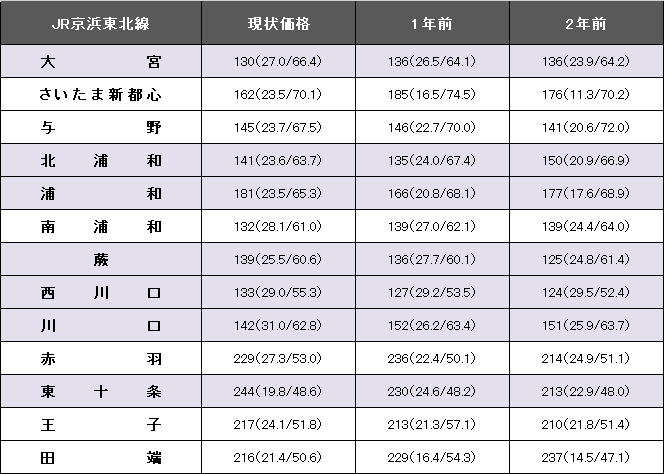 JR京浜東北線 現状価格 1年前 2年前
大宮 130(27.0/66.4) 136(26.5/64.1) 136(23.9/64.2)
さいたま新都心 162(23.5/70.1) 185(16.5/74.5) 176(11.3/70.2)
与野 145(23.7/67.5) 146(22.7/70.0) 141(20.6/72.0)
北浦和 141(23.6/63.7) 135(24.0/67.4) 150(20.9/66.9)
浦和 181(23.5/65.3) 166(20.8/68.1) 177(17.6/68.9)
南浦和 132(28.1/61.0) 139(27.0/62.1) 139(24.4/64.0)
蕨 139(25.5/60.6) 136(27.7/60.1) 125(24.8/61.4)
西川口 133(29.0/55.3) 127(29.2/53.5) 124(29.5/52.4)
川口 142(31.0/62.8) 152(26.2/63.4) 151(25.9/63.7)
赤羽 229(27.3/53.0) 236(22.4/50.1) 214(24.9/51.1)
東十条 244(19.8/48.6) 230(24.6/48.2) 213(22.9/48.0)
王子 217(24.1/51.8) 213(21.3/57.1) 210(21.8/51.4)
田端 216(21.4/50.6) 229(16.4/54.3) 237(14.5/47.1)